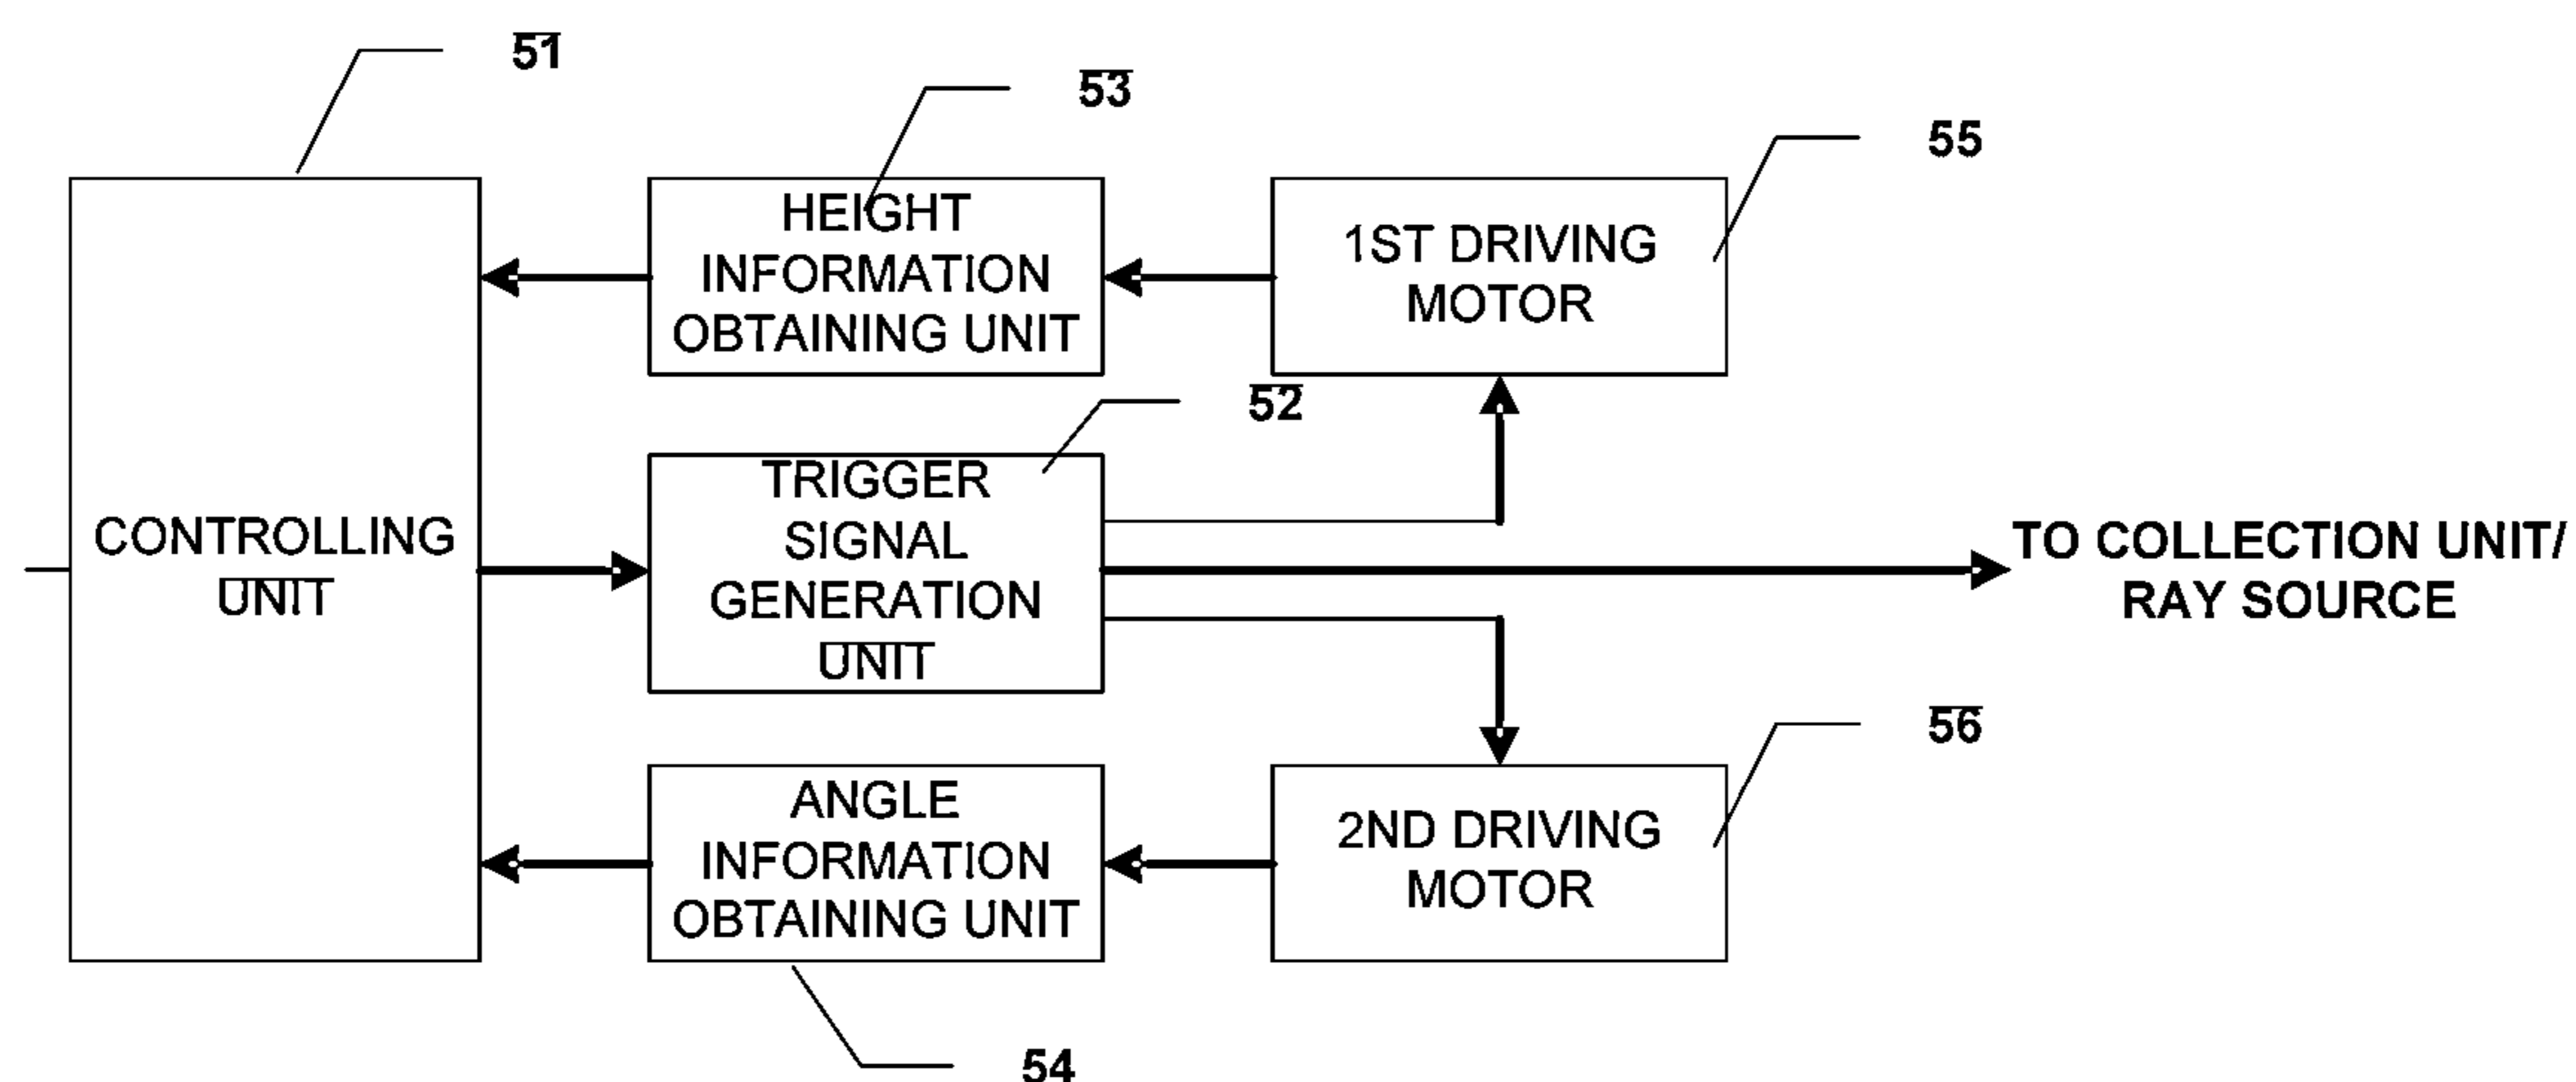 51
53
55
HEIGHT
INFORMATION
OBTAINING UNIT
1ST DRIVING
MOTOR
52
CONTROLLING
UNIT
TRIGGER
SIGNAL
GENERATION
UNIT
TO COLLECTION UNIT/
RAY SOURCE
56
ANGLE
INFORMATION
OBTAINING UNIT
2ND DRIVING
MOTOR
54